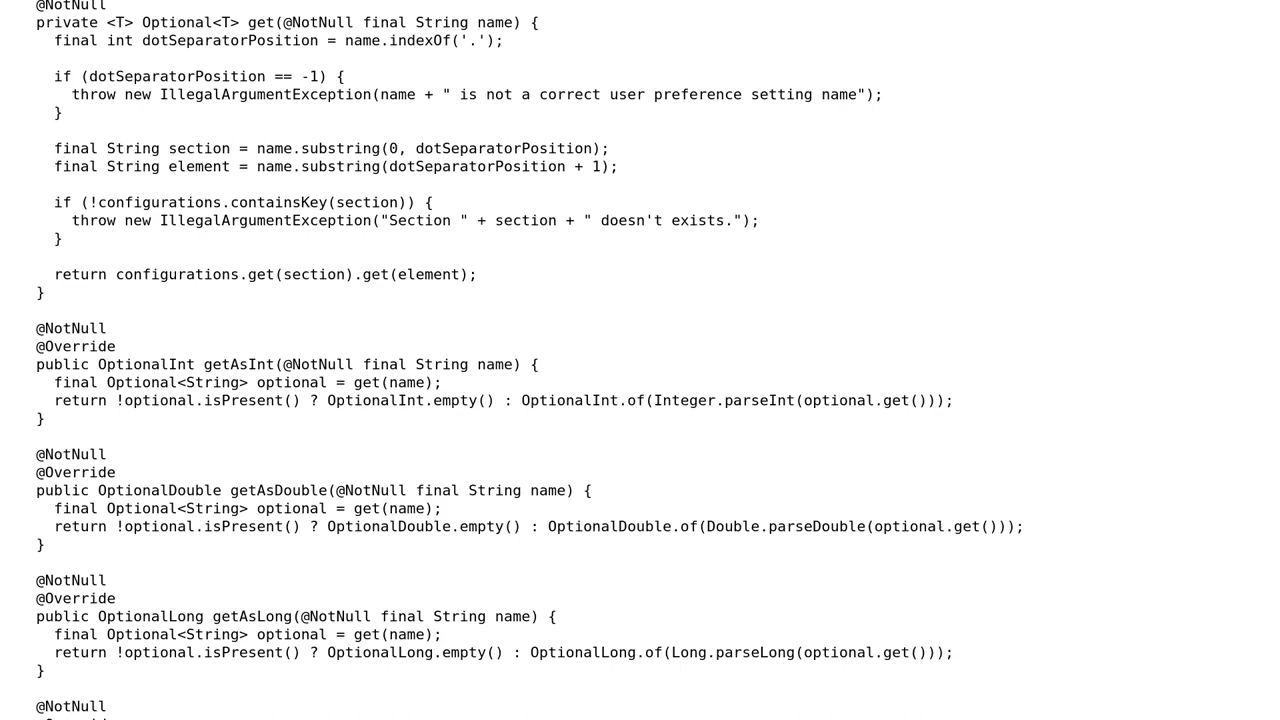 @NotNull
private <T> Optional<T> get(@NotNull final String name) {
final int dotSeparatorPosition = name.indexOf('.');
if (dotSeparatorPosition == -1) {
throw new IllegalArgumentException(name + " is not a correct user preference setting name");
}
final String section = name.substring(0, dotSeparatorPosition);
final String element = name.substring(dotSeparatorPosition + 1);
if (!configurations.containsKey(section)) {
throw new IllegalArgumentException("Section " + section + " doesn't exists.");
}
return configurations.get(section).get(element);
}
@NotNull
@Override
public OptionalInt getAsInt(@NotNull final String name) {
final Optional<String> optional = get(name);
return !optional.isPresent() ? OptionalInt.empty() : OptionalInt.of(Integer.parseInt(optional.get()));
}
@NotNull
@Override
public OptionalDouble getAsDouble(@NotNull final String name) {
final Optional<String> optional = get(name);
return !optional.isPresent() ? OptionalDouble.empty() : OptionalDouble.of(Double.parseDouble(optional.get()));
}
@NotNull
@Override
public OptionalLong getAsLong(@NotNull final String name) {
final Optional<String> optional = get(name);
return !optional.isPresent() ? OptionalLong.empty() : OptionalLong.of(Long.parseLong(optional.get()));
}
@NotNull